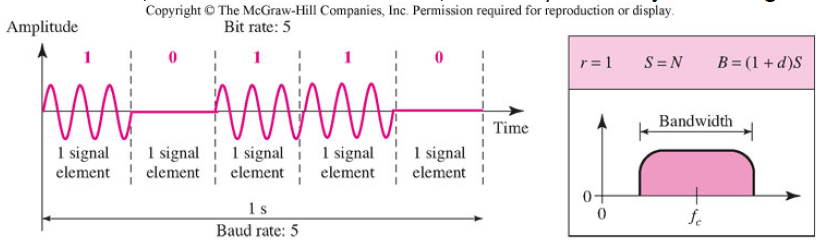 Copyright © The McGraw-Hill Companies, Inc. Permission required for reproduction or display.
Amplitude
Bit rate: 5
1 0 1 1 0
Time
1 signal element
1 signal element
1 signal element
1 signal element
1 signal element
1 s
Baud rate: 5
r = 1 S = N B = (1 + d)S
Bandwidth
0
0
fc